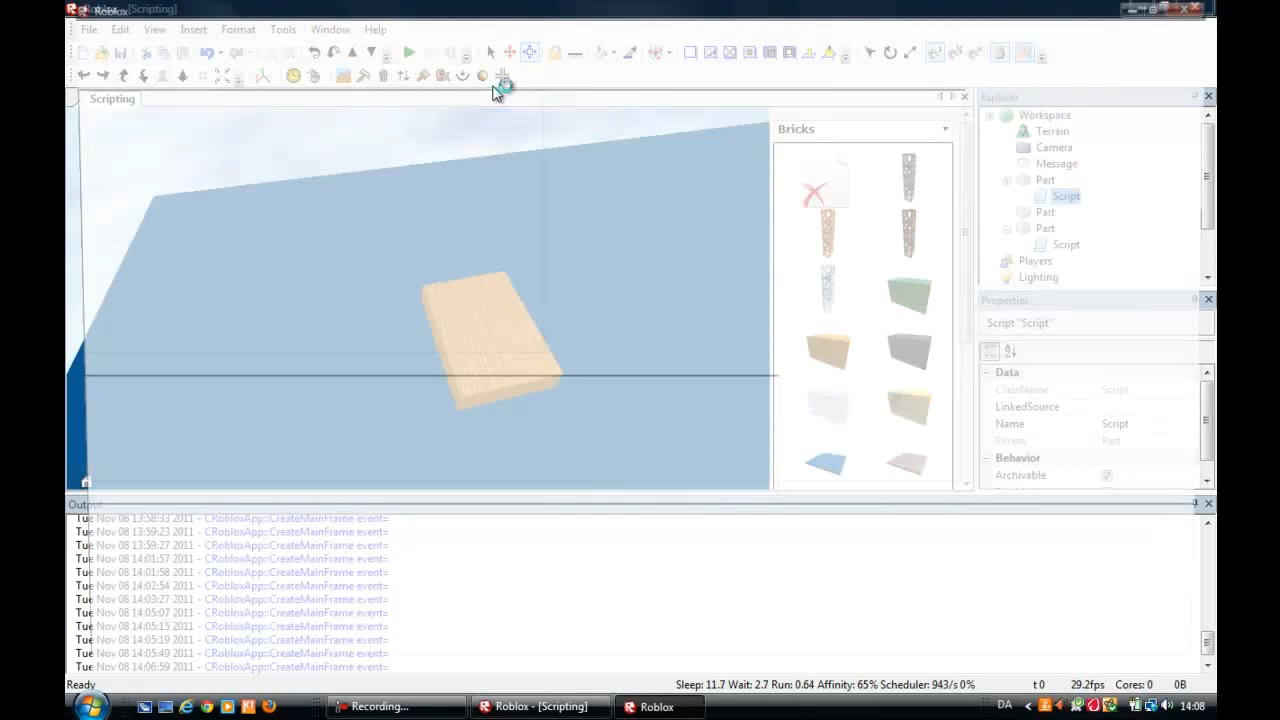 Roblox - [Scripting]
Roblox
File Edit View Insert Format Tools Window Help
Scripting
Bricks
Explorer
Workspace
Terrain
Camera
Message
Part
Script
Part
Part
Script
Players
Lighting
Properties
Script "Script"
Data
ClassName Script
LinkedSource
Name Script
Parent Part
Behavior
Archivable
Output
Tue Nov 08 13:58:33 2011 - CRobloxApp::CreateMainFrame event=
Tue Nov 08 13:59:23 2011 - CRobloxApp::CreateMainFrame event=
Tue Nov 08 13:59:27 2011 - CRobloxApp::CreateMainFrame event=
Tue Nov 08 14:01:57 2011 - CRobloxApp::CreateMainFrame event=
Tue Nov 08 14:01:58 2011 - CRobloxApp::CreateMainFrame event=
Tue Nov 08 14:02:54 2011 - CRobloxApp::CreateMainFrame event=
Tue Nov 08 14:03:27 2011 - CRobloxApp::CreateMainFrame event=
Tue Nov 08 14:05:07 2011 - CRobloxApp::CreateMainFrame event=
Tue Nov 08 14:05:15 2011 - CRobloxApp::CreateMainFrame event=
Tue Nov 08 14:05:19 2011 - CRobloxApp::CreateMainFrame event=
Tue Nov 08 14:05:49 2011 - CRobloxApp::CreateMainFrame event=
Tue Nov 08 14:06:59 2011 - CRobloxApp::CreateMainFrame event=
Ready Sleep: 11.7 Wait: 2.7 Run: 0.64 Affinity: 65% Scheduler: 943/s 0% t 0 29.2fps Cores: 0 0B
Recording... Roblox - [Scripting] Roblox DA 14:08